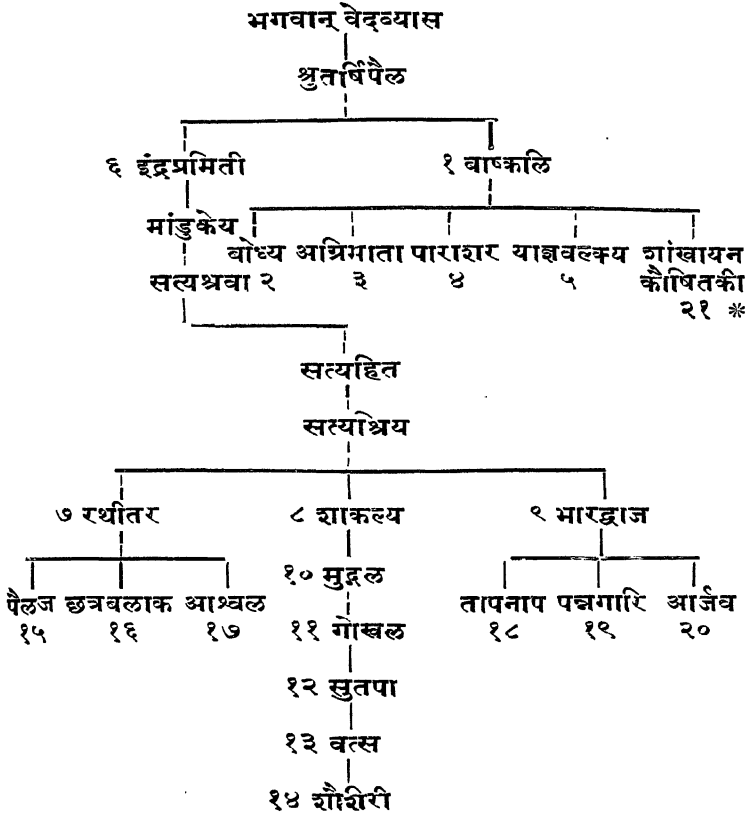 भगवान् वेदव्यास
श्रुतर्षिपैल
६ इंद्रप्रमिती १ बाष्कलि
मांडुकेय
बोध्य अग्निमाता पाराशर याज्ञवल्क्य शांखायन
सत्यश्रवा २ ३ ४ ५ कौषितकी
२१ *
सत्यहित
सत्यश्रिय
७ रथीतर ८ शाकल्य ९ भारद्वाज
१० मुद्गल
पैलज छत्रबलाक आश्वल तापनाप पन्नगारि आर्जव
१५ १६ १७ ११ गोखल १८ १९ २०
१२ सुतपा
१३ वत्स
१४ शैशिरी